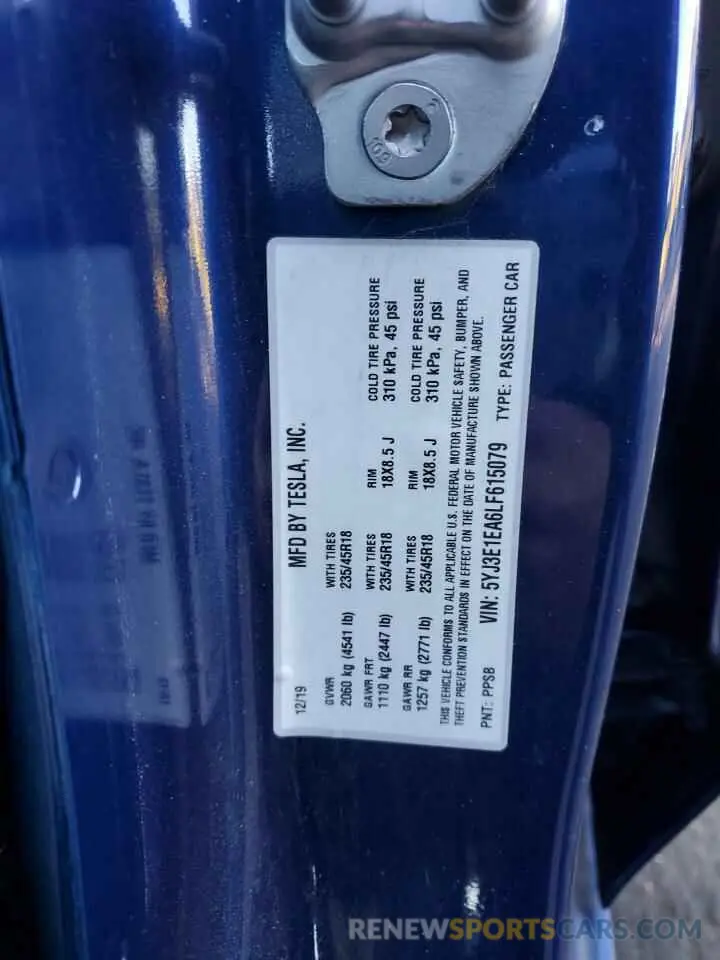 109
MFD BY TESLA, INC.
12/19
GVWR WITH TIRES
2060 kg (4541 lb) 235/45R18
GAWR FRT WITH TIRES RIM COLD TIRE PRESSURE
1110 kg (2447 lb) 235/45R18 18X8.5 J 310 kPa, 45 psi
GAWR RR WITH TIRES RIM COLD TIRE PRESSURE
1257 kg (2771 lb) 235/45R18 18X8.5 J 310 kPa, 45 psi
THIS VEHICLE CONFORMS TO ALL APPLICABLE U.S. FEDERAL MOTOR VEHICLE SAFETY, BUMPER, AND
THEFT PREVENTION STANDARDS IN EFFECT ON THE DATE OF MANUFACTURE SHOWN ABOVE.
PNT: PPSB VIN: 5YJ3E1EA6LF615079 TYPE: PASSENGER CAR
RENEWSPORTSCARS.COM